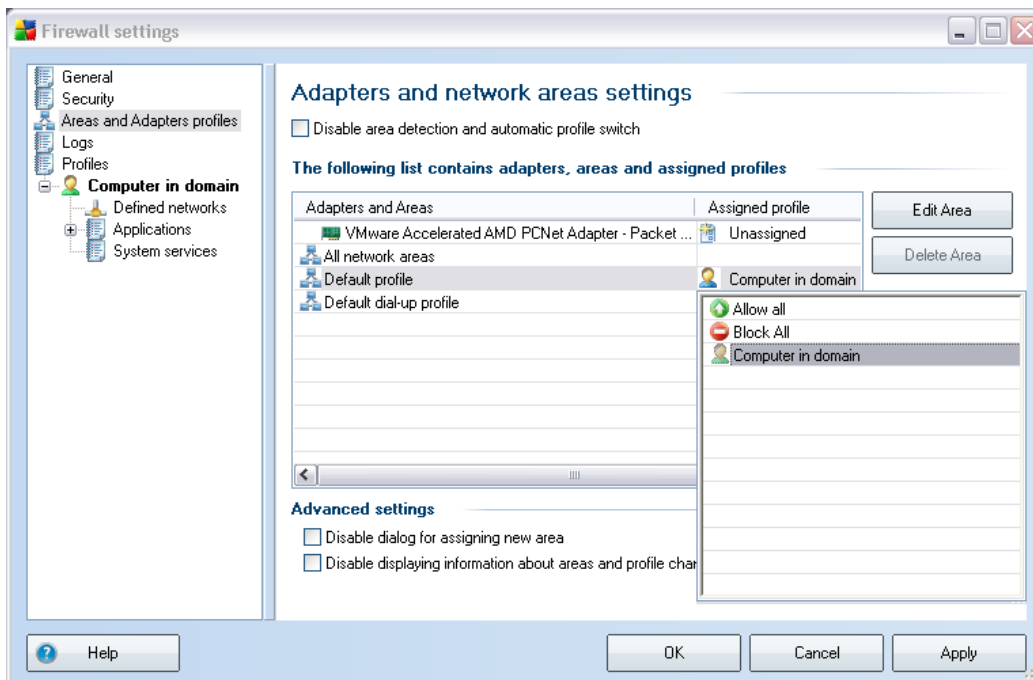 Firewall settings
General
Security
Areas and Adapters profiles
Logs
Profiles
Computer in domain
Defined networks
Applications
System services
Adapters and network areas settings
Disable area detection and automatic profile switch
The following list contains adapters, areas and assigned profiles
Adapters and Areas Assigned profile
VMware Accelerated AMD PCNet Adapter - Packet ... Unassigned
All network areas
Default profile Computer in domain
Default dial-up profile
Allow all
Block All
Computer in domain
Edit Area
Delete Area
Advanced settings
Disable dialog for assigning new area
Disable displaying information about areas and profile char
Help
OK
Cancel
Apply